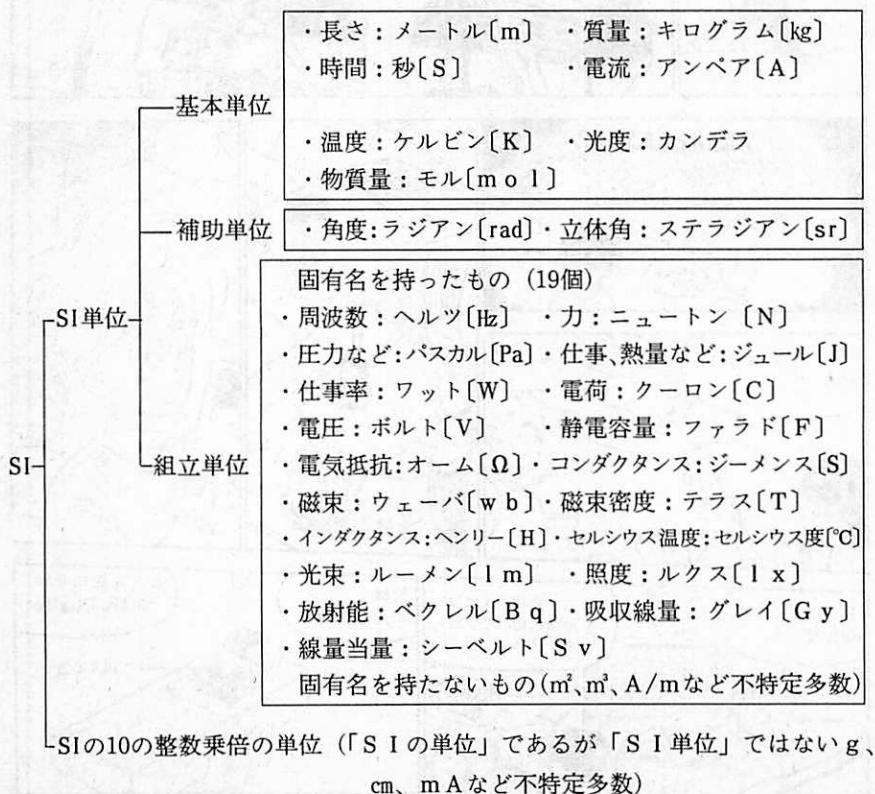 ・長さ：メートル〔m〕 ・質量：キログラム〔kg〕
・時間：秒〔S〕 ・電流：アンペア〔A〕
基本単位
・温度：ケルビン〔K〕 ・光度：カンデラ
・物質量：モル〔mol〕
補助単位 ・角度：ラジアン〔rad〕・立体角：ステラジアン〔sr〕
固有名を持ったもの (19個)
SI単位 ・周波数：ヘルツ〔Hz〕 ・力：ニュートン〔N〕
・圧力など：パスカル〔Pa〕・仕事、熱量など：ジュール〔J〕
・仕事率：ワット〔W〕 ・電荷：クーロン〔C〕
・電圧：ボルト〔V〕 ・静電容量：ファラド〔F〕
SI 組立単位 ・電気抵抗：オーム〔Ω〕・コンダクタンス：ジーメンス〔S〕
・磁束：ウェーバ〔wb〕・磁束密度：テラス〔T〕
・インダクタンス：ヘンリー〔H〕・セルシウス温度：セルシウス度〔℃〕
・光束：ルーメン〔lm〕 ・照度：ルクス〔lx〕
・放射能：ベクレル〔Bq〕・吸収線量：グレイ〔Gy〕
・線量当量：シーベルト〔Sv〕
固有名を持たないもの(㎡、㎥、A/mなど不特定多数)
SIの10の整数乗倍の単位（「ＳＩの単位」であるが「ＳＩ単位」ではないg、
㎝、mAなど不特定多数）